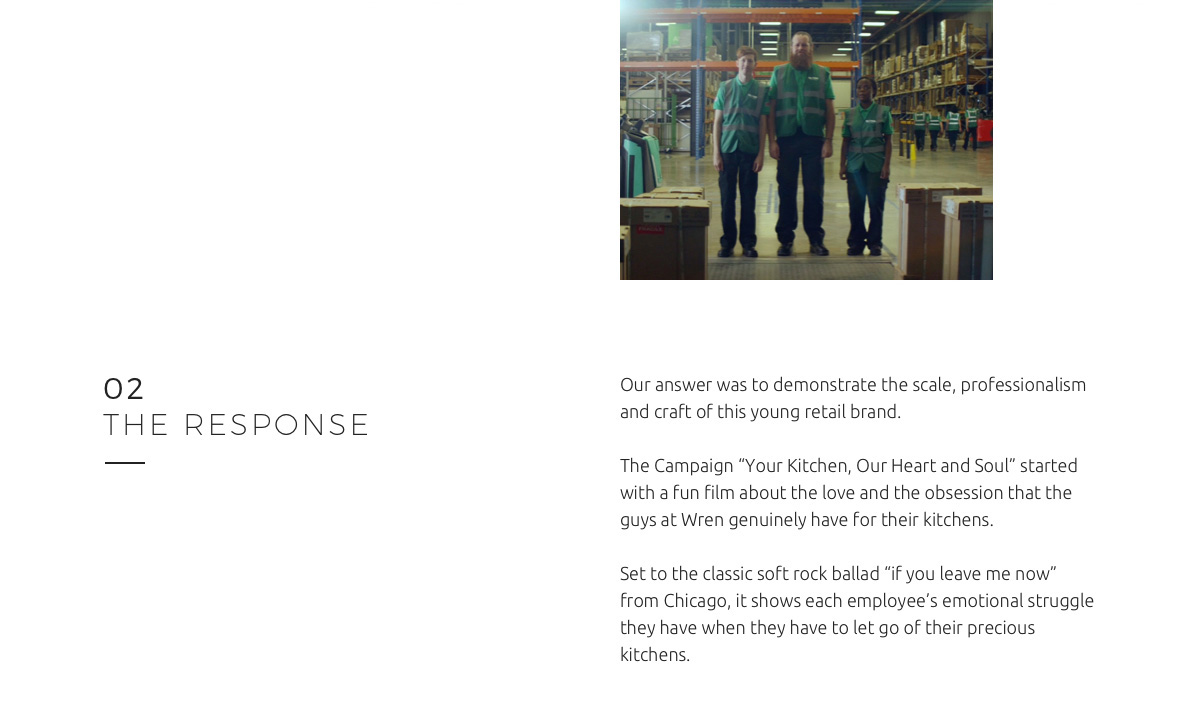 02
THE RESPONSE
Our answer was to demonstrate the scale, professionalism
and craft of this young retail brand.
The Campaign “Your Kitchen, Our Heart and Soul” started
with a fun film about the love and the obsession that the
guys at Wren genuinely have for their kitchens.
Set to the classic soft rock ballad “if you leave me now”
from Chicago, it shows each employee’s emotional struggle
they have when they have to let go of their precious
kitchens.